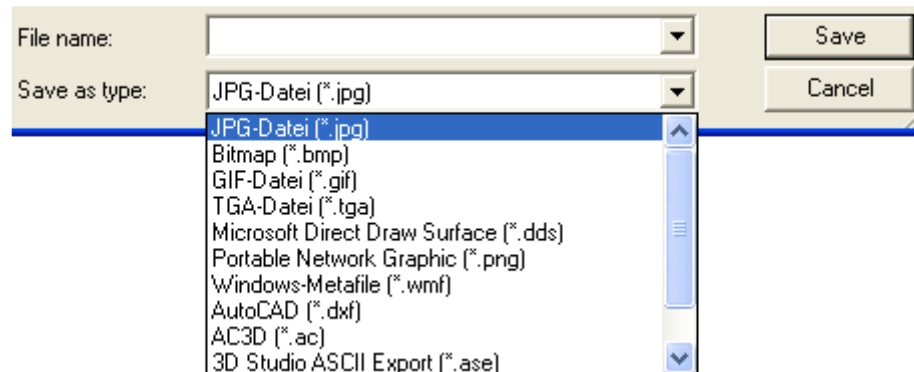 File name:
Save
Save as type:
JPG-Datei (*.jpg)
Cancel
JPG-Datei (*.jpg)
Bitmap (*.bmp)
GIF-Datei (*.gif)
TGA-Datei (*.tga)
Microsoft Direct Draw Surface (*.dds)
Portable Network Graphic (*.png)
Windows-Metafile (*.wmf)
AutoCAD (*.dxf)
AC3D (*.ac)
3D Studio ASCII Export (*.ase)